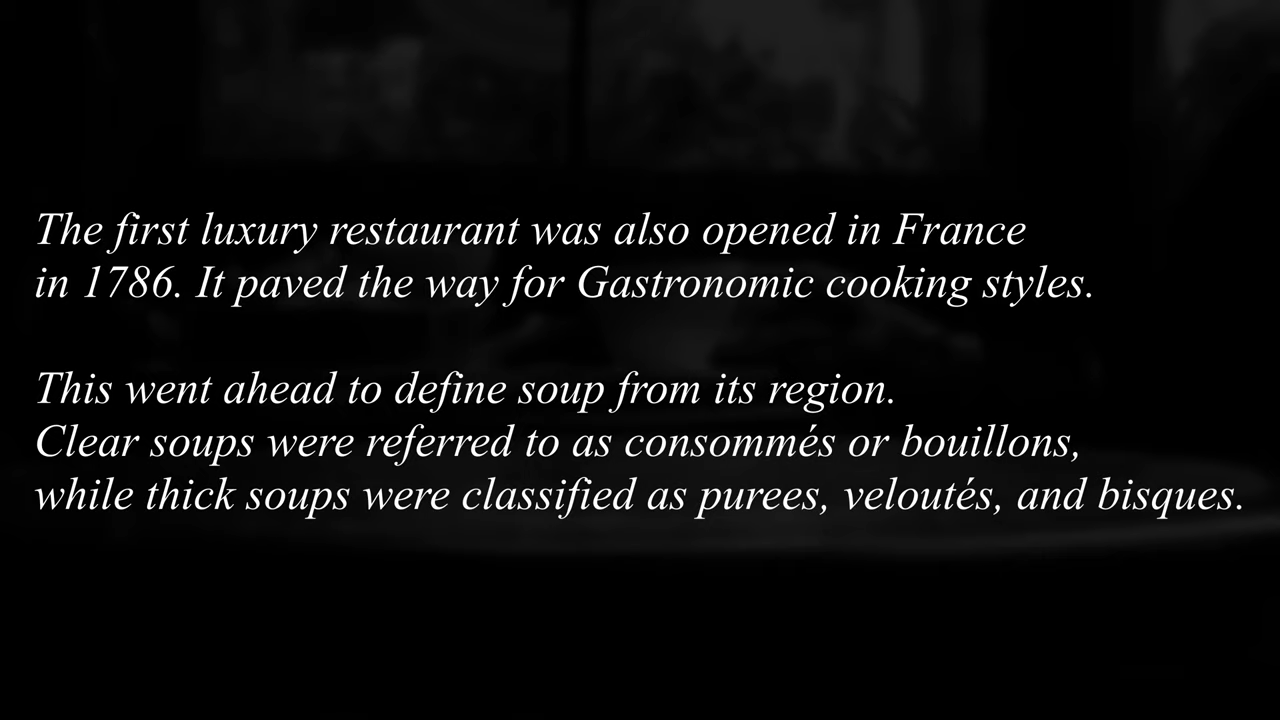 The first luxury restaurant was also opened in France
in 1786. It paved the way for Gastronomic cooking styles.
This went ahead to define soup from its region.
Clear soups were referred to as consommés or bouillons,
while thick soups were classified as purees, veloutés, and bisques.